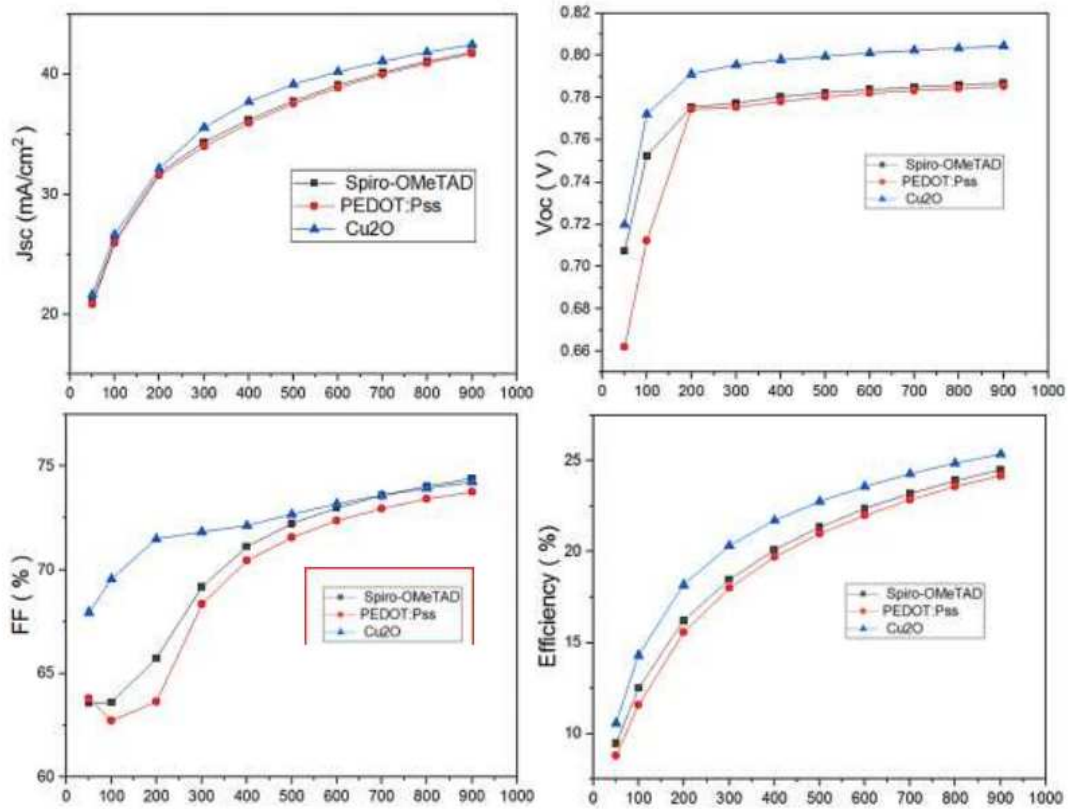 Jsc (mA/cm²)
40
30
20
Spiro-OMeTAD
PEDOT:Pss
Cu2O
0 100 200 300 400 500 600 700 800 900 1000
Voc ( V )
0.82
0.80
0.78
0.76
0.74
0.72
0.70
0.68
0.66
Spiro-OMeTAD
PEDOT:Pss
Cu2O
0 100 200 300 400 500 600 700 800 900 1000
FF ( % )
75
70
65
60
Spiro-OMeTAD
PEDOT:Pss
Cu2O
0 100 200 300 400 500 600 700 800 900 1000
Efficiency ( %)
25
20
15
10
Spiro-OMeTAD
PEDOT:Pss
Cu2O
0 100 200 300 400 500 600 700 800 900 1000